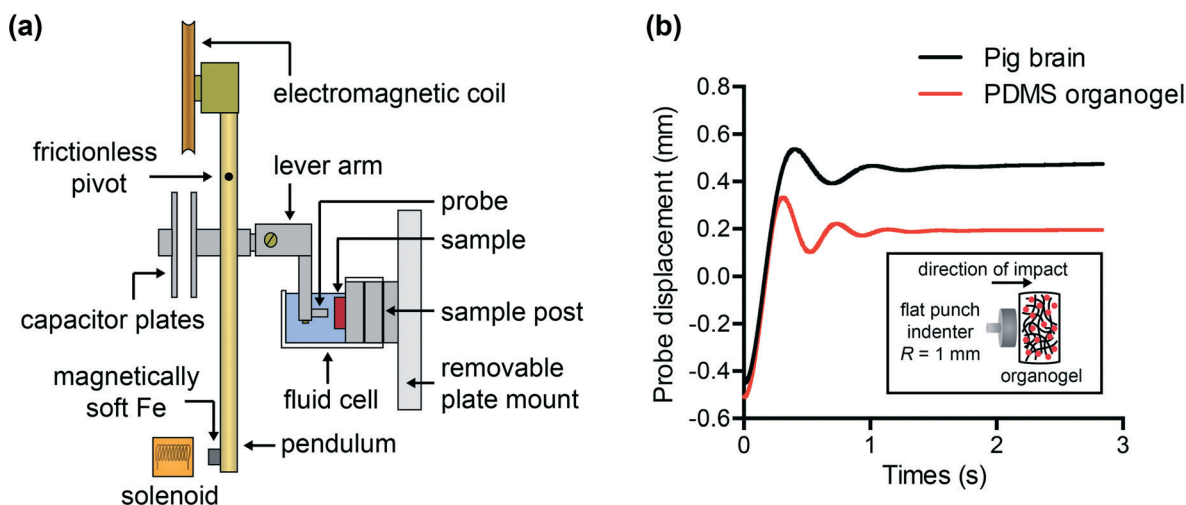 (a)
electromagnetic coil
frictionless
pivot
lever arm
probe
sample
capacitor plates
sample post
magnetically
soft Fe
fluid cell
removable
plate mount
pendulum
solenoid
(b)
Pig brain
PDMS organogel
Probe displacement (mm)
0.8
0.6
0.4
0.2
0.0
-0.2
-0.4
-0.6
direction of impact
flat punch
indenter
R = 1 mm
organogel
0
1
2
3
Times (s)